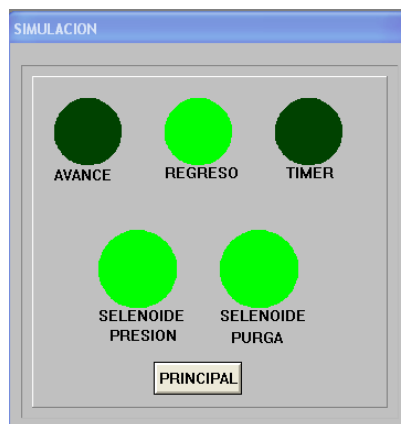 SIMULACION
AVANCE
REGRESO
TIMER
SELENOIDE
PRESION
SELENOIDE
PURGA
PRINCIPAL